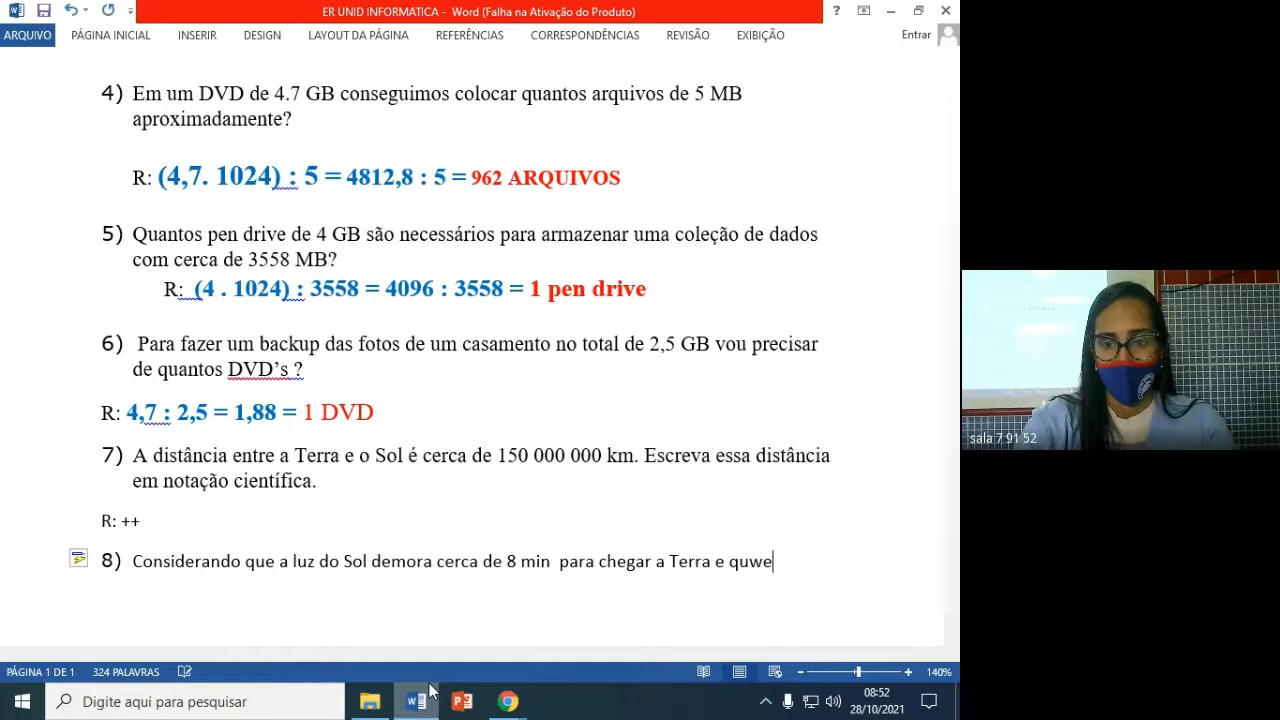 ER UNID INFORMATICA - Word (Falha na Ativação do Produto)
ARQUIVO PÁGINA INICIAL INSERIR DESIGN LAYOUT DA PÁGINA REFERÊNCIAS CORRESPONDÊNCIAS REVISÃO EXIBIÇÃO Entrar
4) Em um DVD de 4.7 GB conseguimos colocar quantos arquivos de 5 MB
aproximadamente?
R: (4,7. 1024) : 5 = 4812,8 : 5 = 962 ARQUIVOS
5) Quantos pen drive de 4 GB são necessários para armazenar uma coleção de dados
com cerca de 3558 MB?
R: (4 . 1024) : 3558 = 4096 : 3558 = 1 pen drive
6) Para fazer um backup das fotos de um casamento no total de 2,5 GB vou precisar
de quantos DVD’s ?
R: 4,7 : 2,5 = 1,88 = 1 DVD
7) A distância entre a Terra e o Sol é cerca de 150 000 000 km. Escreva essa distância
em notação científica.
R: ++
8) Considerando que a luz do Sol demora cerca de 8 min para chegar a Terra e quwe
sala 7 91 52
PÁGINA 1 DE 1 324 PALAVRAS 140%
Digite aqui para pesquisar
08:52
28/10/2021